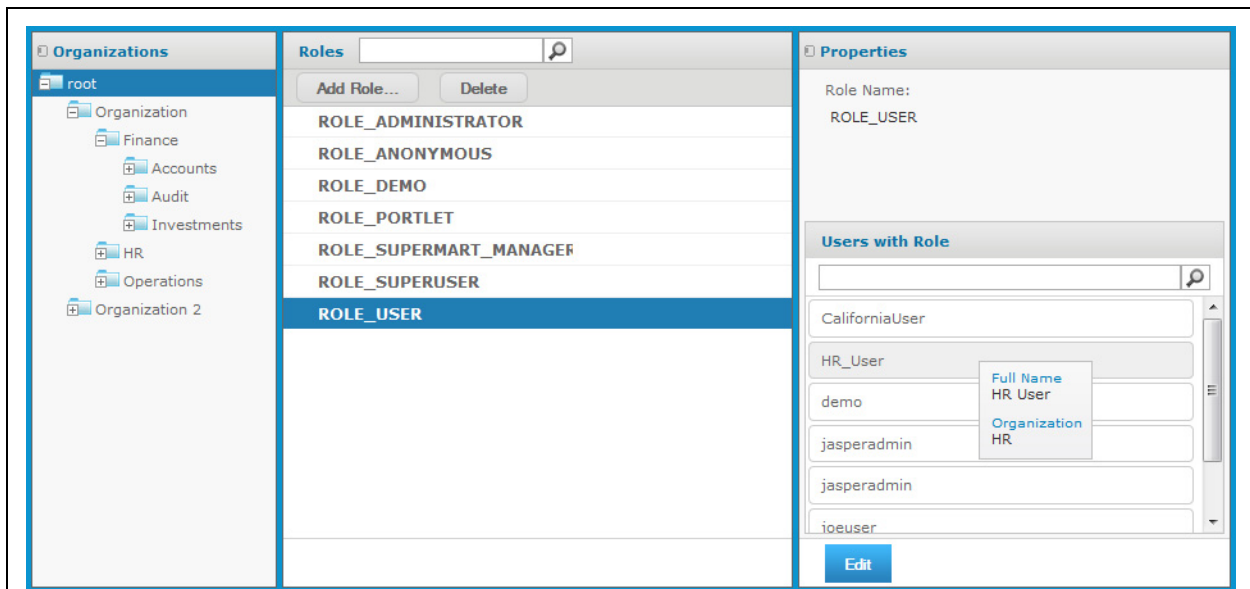 Organizations
root
Organization
Finance
Accounts
Audit
Investments
HR
Operations
Organization 2
Roles
Add Role...
Delete
ROLE_ADMINISTRATOR
ROLE_ANONYMOUS
ROLE_DEMO
ROLE_PORTLET
ROLE_SUPERMART_MANAGER
ROLE_SUPERUSER
ROLE_USER
Properties
Role Name:
ROLE_USER
Users with Role
CaliforniaUser
HR_User
demo
jasperadmin
jasperadmin
joeuser
Full Name
HR User
Organization
HR
Edit